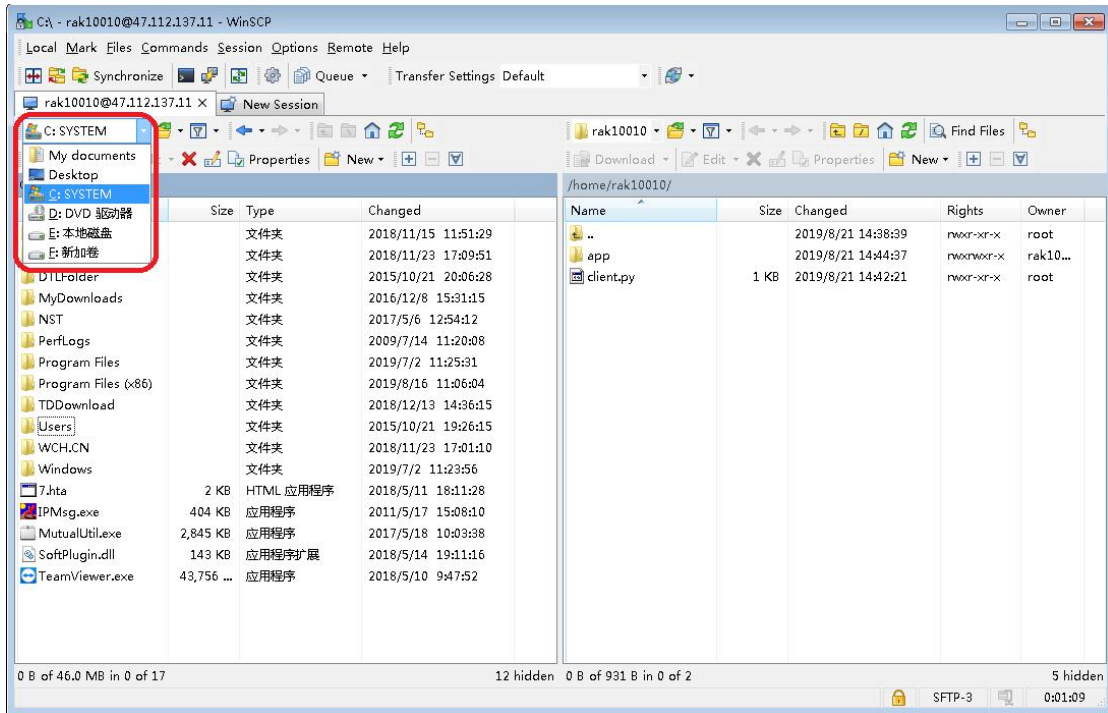 C:\ - rak10010@47.112.137.11 - WinSCP
Local Mark Files Commands Session Options Remote Help
Synchronize Queue Transfer Settings Default
rak10010@47.112.137.11 × New Session
C: SYSTEM rak10010 Find Files
My documents Properties New Download Edit Properties New
Desktop
C: SYSTEM /home/rak10010/
D: DVD 驱动器 Size Type Changed Name Size Changed Rights Owner
E: 本地磁盘 文件夹 2018/11/15 11:51:29 .. 2019/8/21 14:38:39 rwxr-xr-x root
F: 新加卷 文件夹 2018/11/23 17:09:51 app 2019/8/21 14:44:37 rwxrwxr-x rak10...
DTLFolder 文件夹 2015/10/21 20:06:28 client.py 1 KB 2019/8/21 14:42:21 rwxr-xr-x root
MyDownloads 文件夹 2016/12/8 15:31:15
NST 文件夹 2017/5/6 12:54:12
PerfLogs 文件夹 2009/7/14 11:20:08
Program Files 文件夹 2019/7/2 11:25:31
Program Files (x86) 文件夹 2019/8/16 11:06:04
TDDownload 文件夹 2018/12/13 14:36:15
Users 文件夹 2015/10/21 19:26:15
WCH.CN 文件夹 2018/11/23 17:01:10
Windows 文件夹 2019/7/2 11:23:56
7.hta 2 KB HTML 应用程序 2018/5/11 18:11:28
IPMsg.exe 404 KB 应用程序 2011/5/17 15:08:10
MutualUtil.exe 2,845 KB 应用程序 2017/5/18 10:03:38
SoftPlugin.dll 143 KB 应用程序扩展 2018/5/14 19:11:16
TeamViewer.exe 43,756 ... 应用程序 2018/5/10 9:47:52
0 B of 46.0 MB in 0 of 17 12 hidden 0 B of 931 B in 0 of 2 5 hidden
SFTP-3 0:01:09